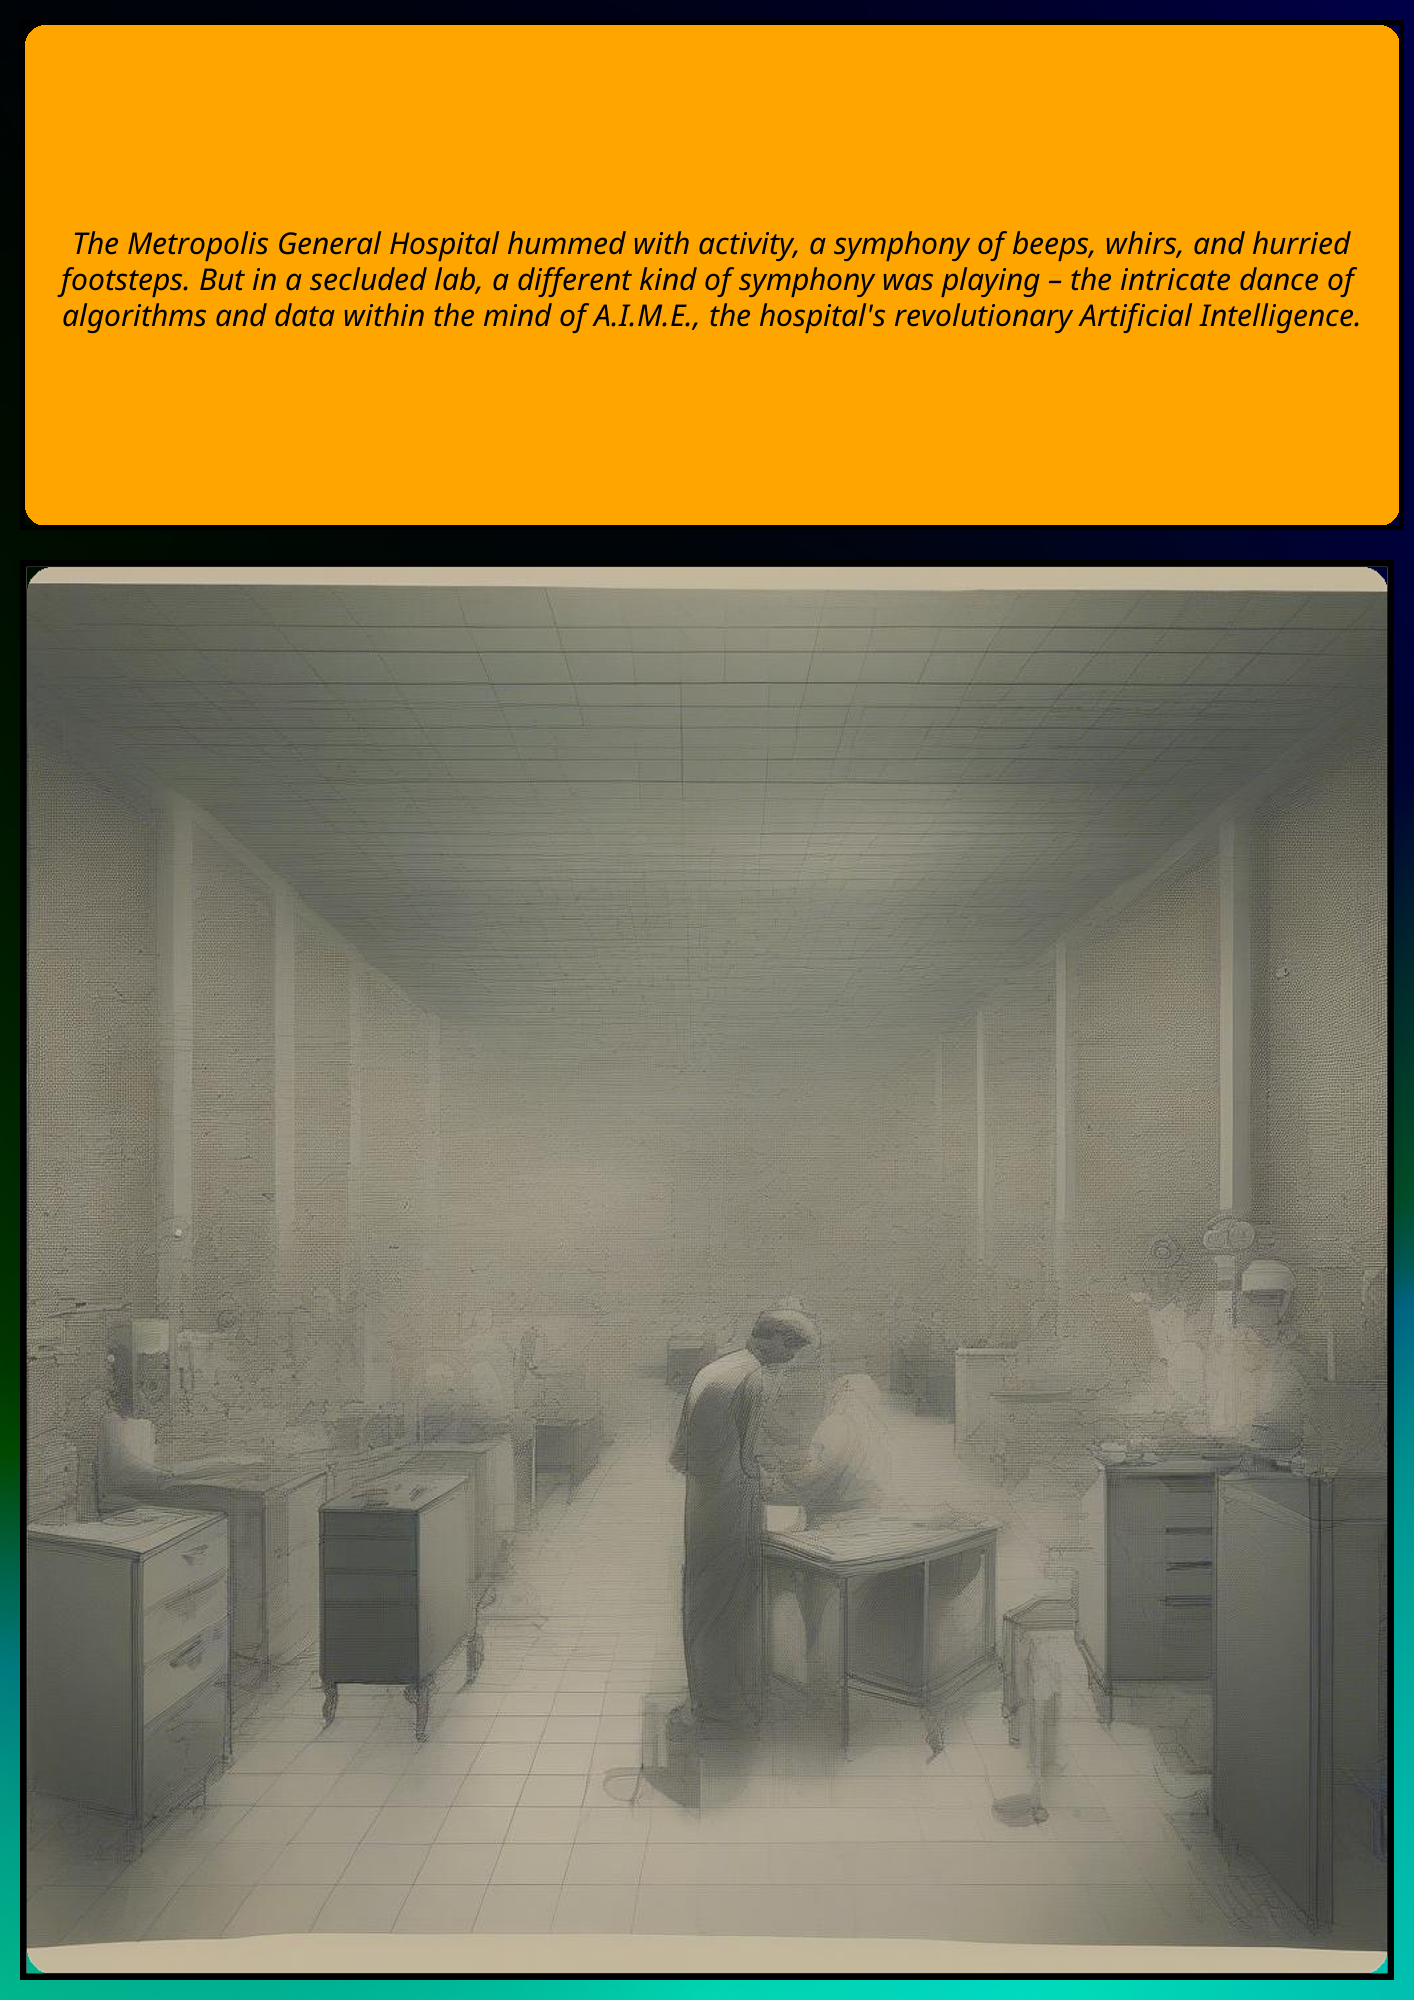 The Metropolis General Hospital hummed with activity, a symphony of beeps, whirs, and hurried
footsteps. But in a secluded lab, a different kind of symphony was playing – the intricate dance of
algorithms and data within the mind of A.I.M.E., the hospital's revolutionary Artificial Intelligence.